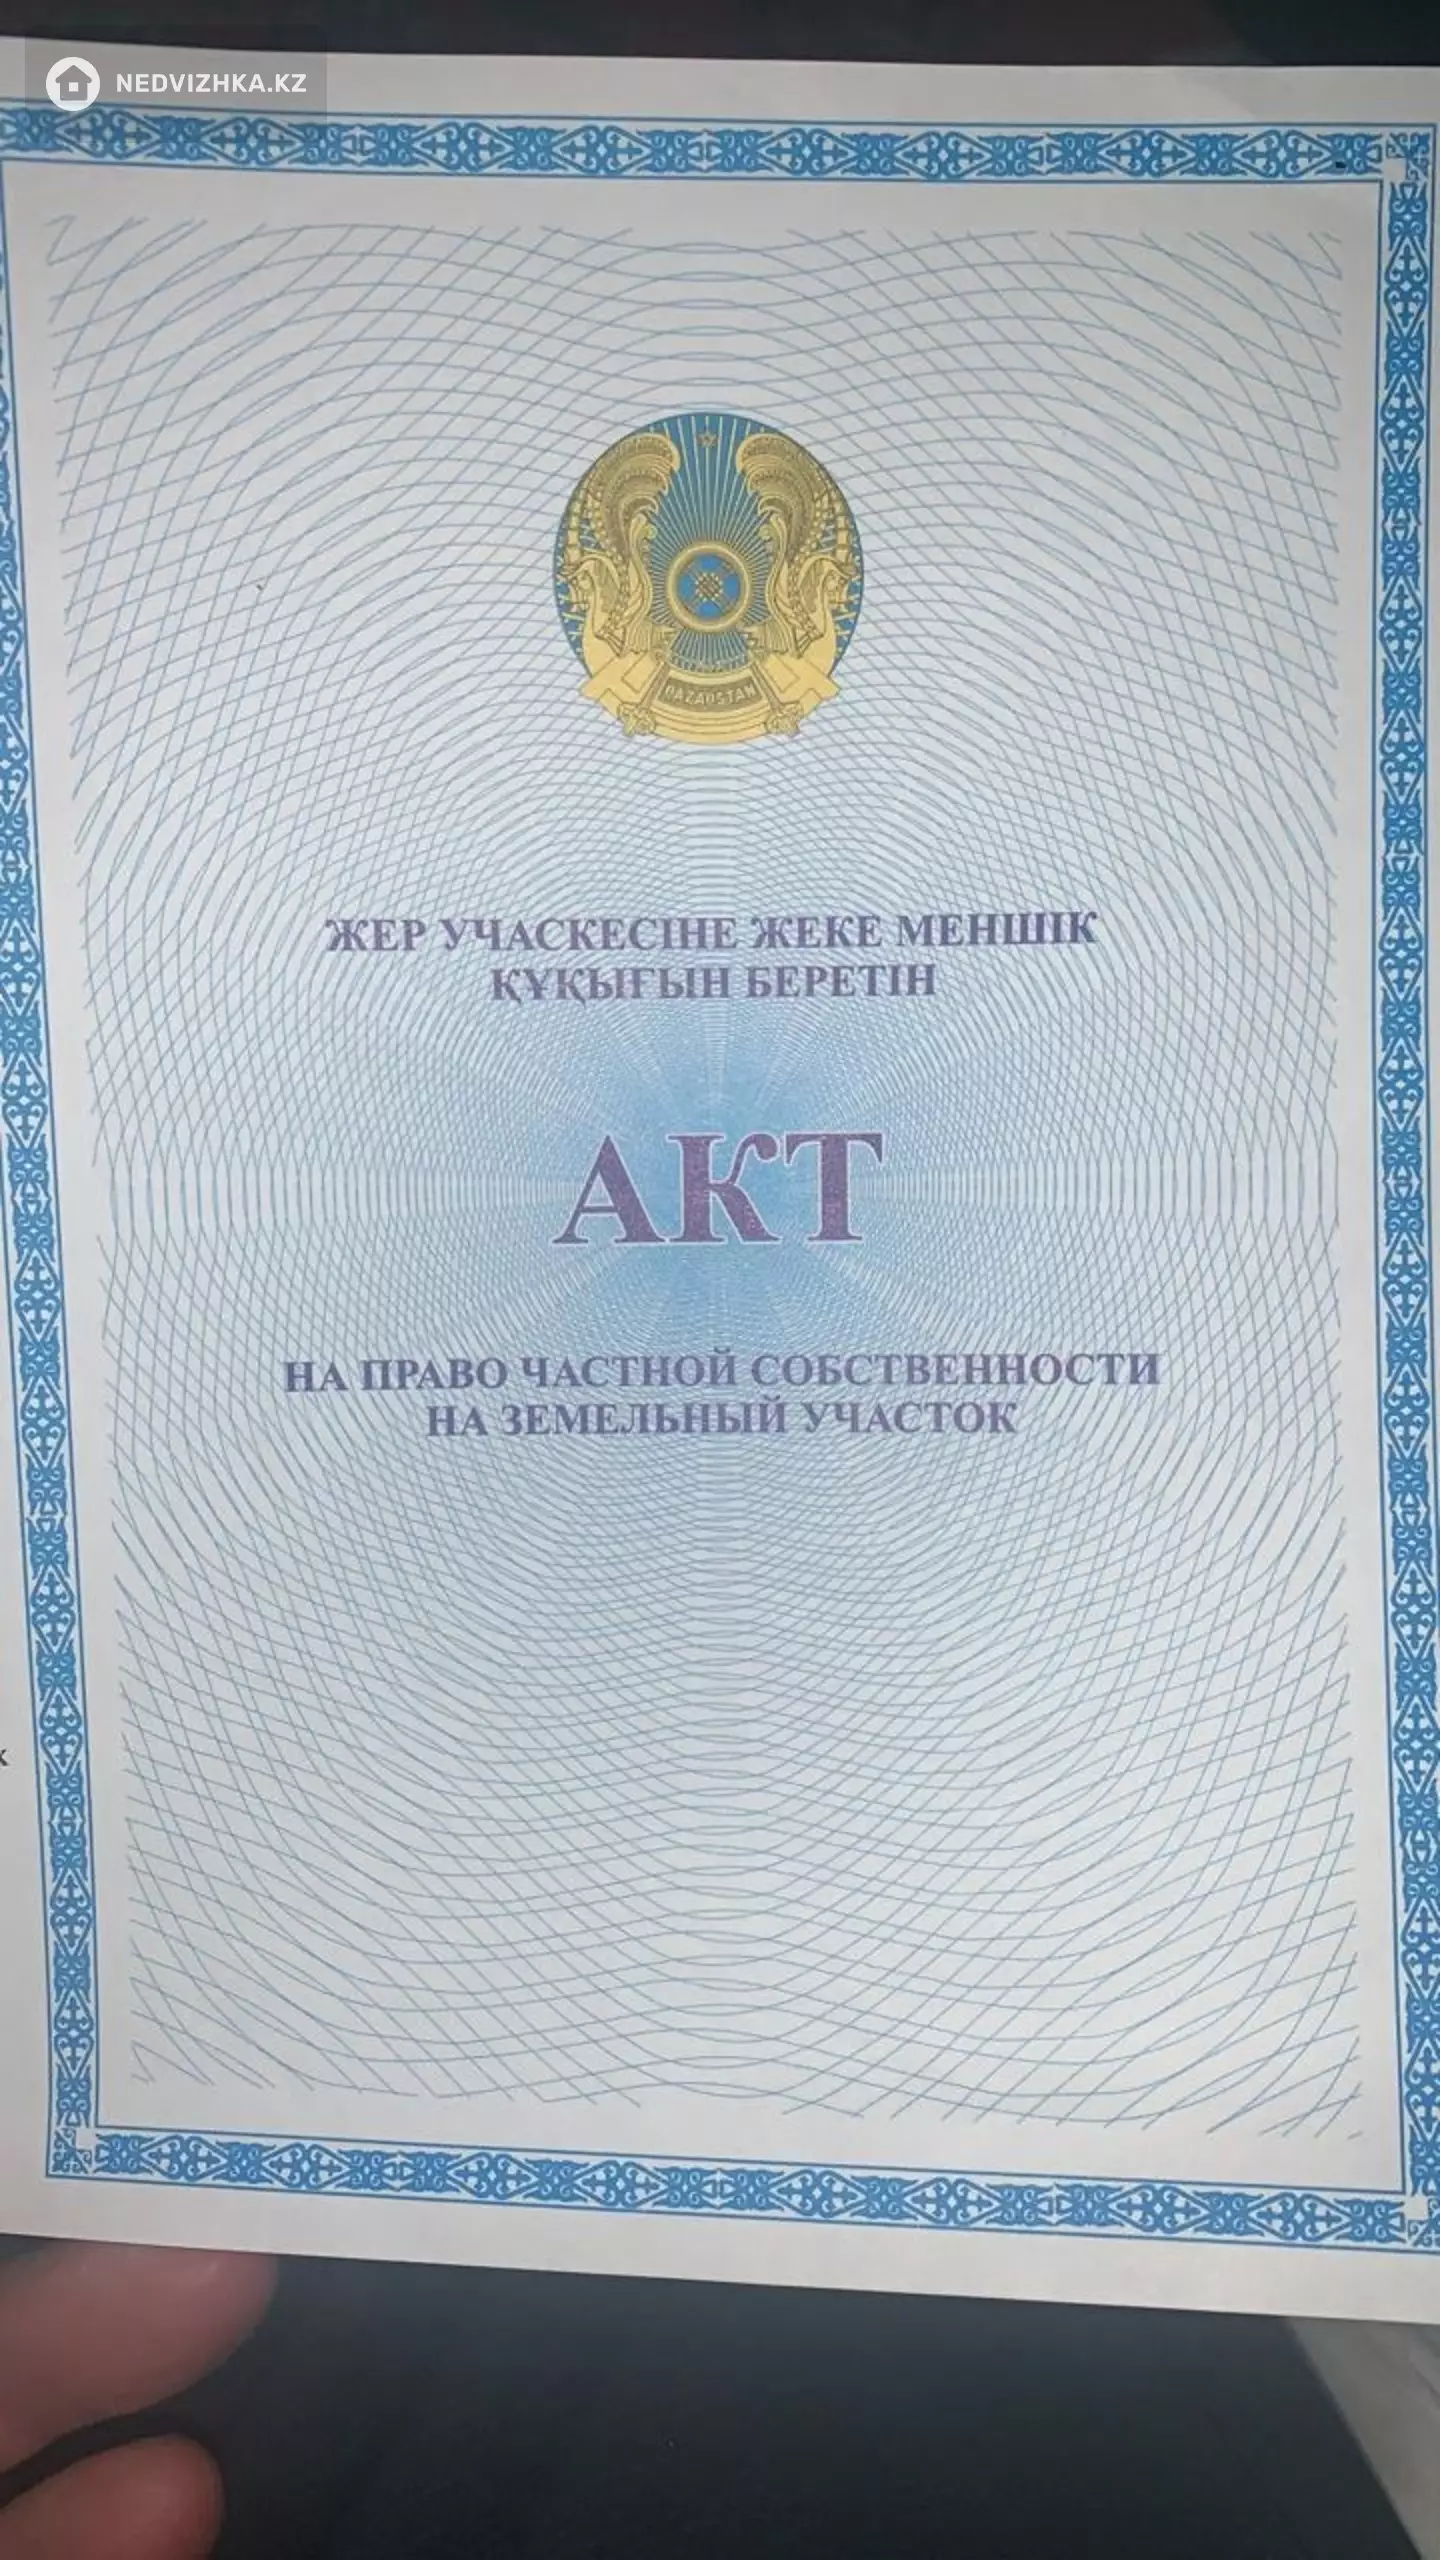 NEDVIZHKA.KZ
QAZAQSTAN
ЖЕР УЧАСКЕСІНЕ ЖЕКЕ МЕНШІК
ҚҰҚЫҒЫН БЕРЕТІН
АКТ
НА ПРАВО ЧАСТНОЙ СОБСТВЕННОСТИ
НА ЗЕМЕЛЬНЫЙ УЧАСТОК